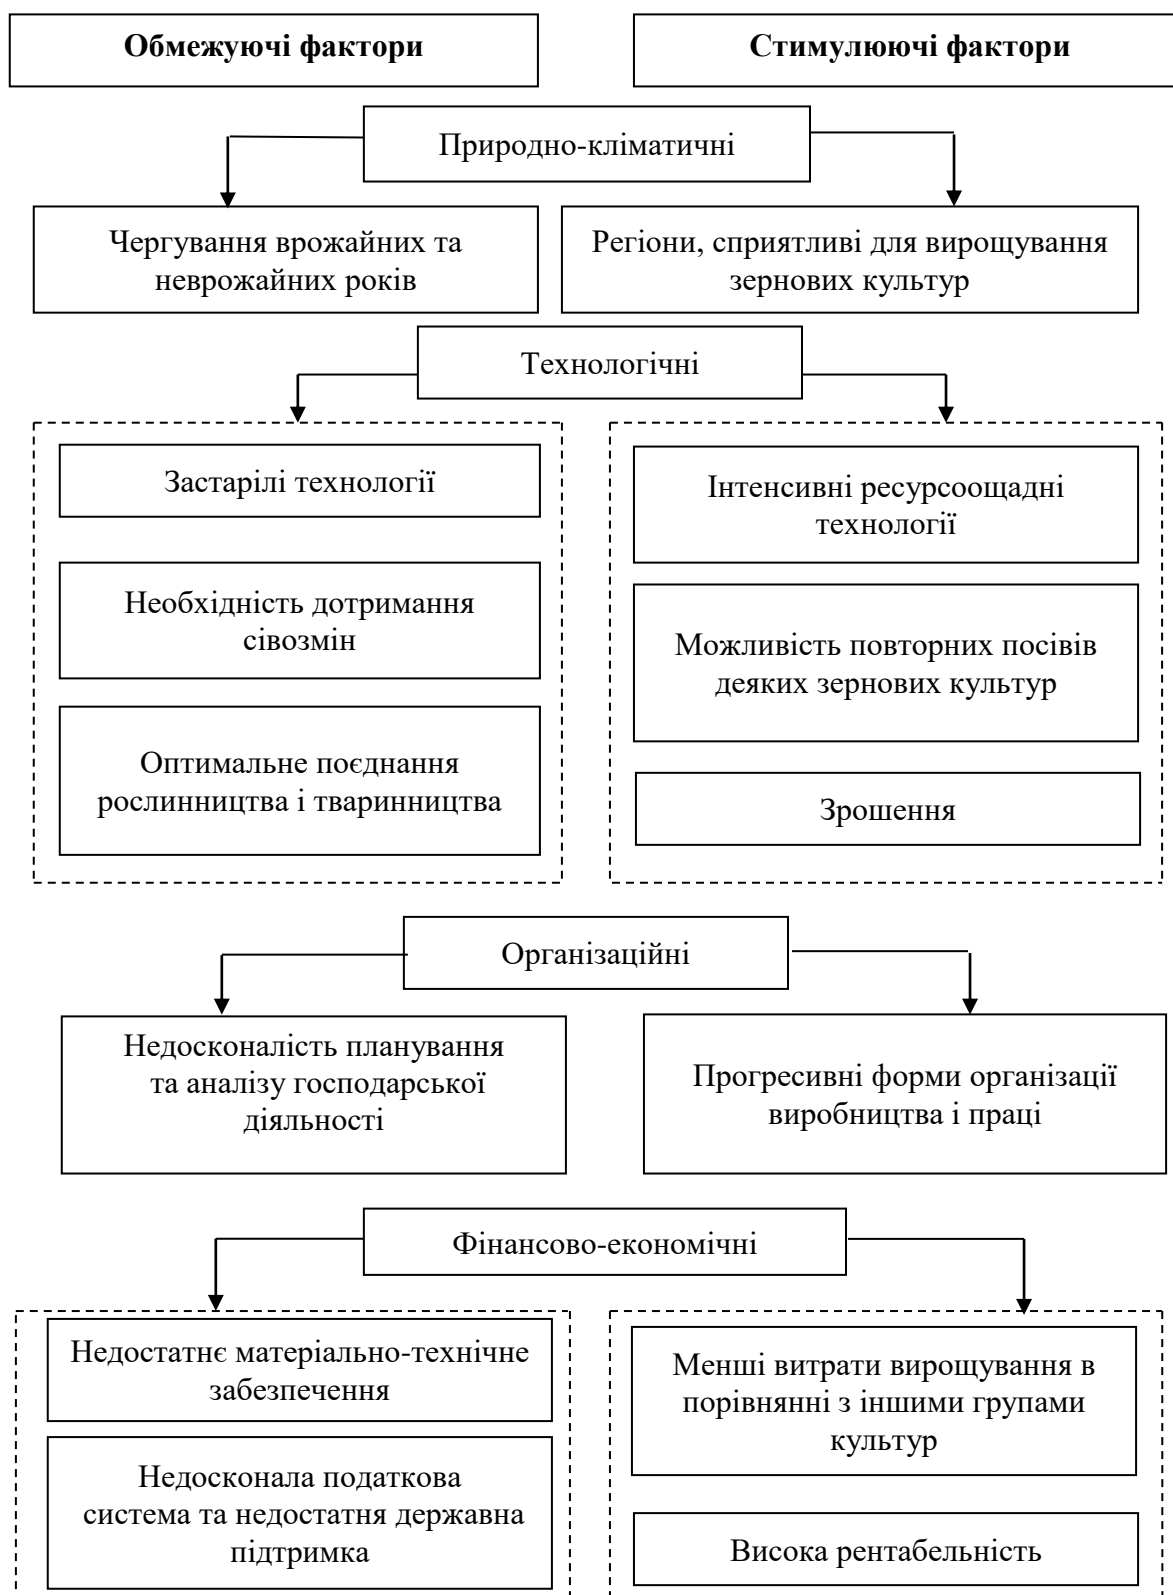 Обмежуючі фактори
Стимулюючі фактори
Природно-кліматичні
Чергування врожайних та
неврожайних років
Регіони, сприятливі для вирощування
зернових культур
Технологічні
Застарілі технології
Необхідність дотримання
сівозмін
Оптимальне поєднання
рослинництва і тваринництва
Інтенсивні ресурсоощадні
технології
Можливість повторних посівів
деяких зернових культур
Зрошення
Організаційні
Недосконалість планування
та аналізу господарської
діяльності
Прогресивні форми організації
виробництва і праці
Фінансово-економічні
Недостатнє матеріально-технічне
забезпечення
Недосконала податкова
система та недостатня державна
підтримка
Менші витрати вирощування в
порівнянні з іншими групами
культур
Висока рентабельність